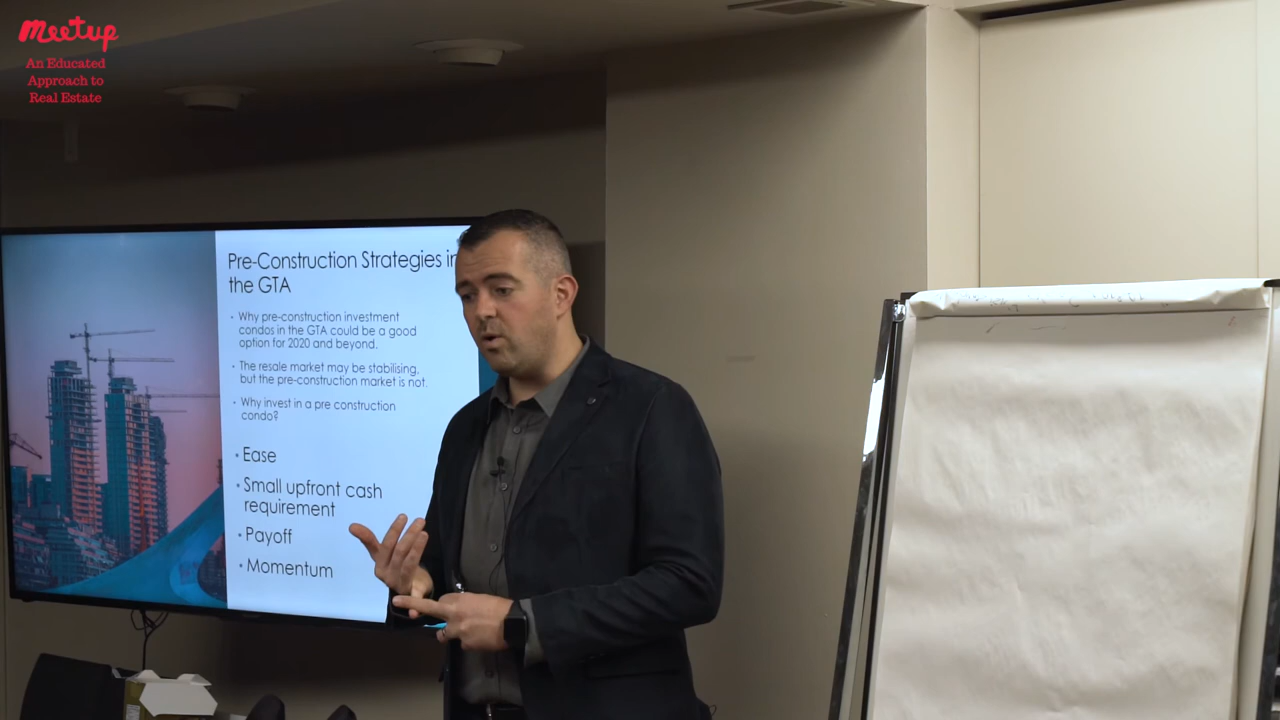 Meetup
An Educated
Approach to
Real Estate
Pre-Construction Strategies in
the GTA
• Why pre-construction investment
condos in the GTA could be a good
option for 2020 and beyond.
• The resale market may be stabilising,
but the pre-construction market is not.
• Why invest in a pre construction
condo?
• Ease
• Small upfront cash
requirement
• Payoff
• Momentum